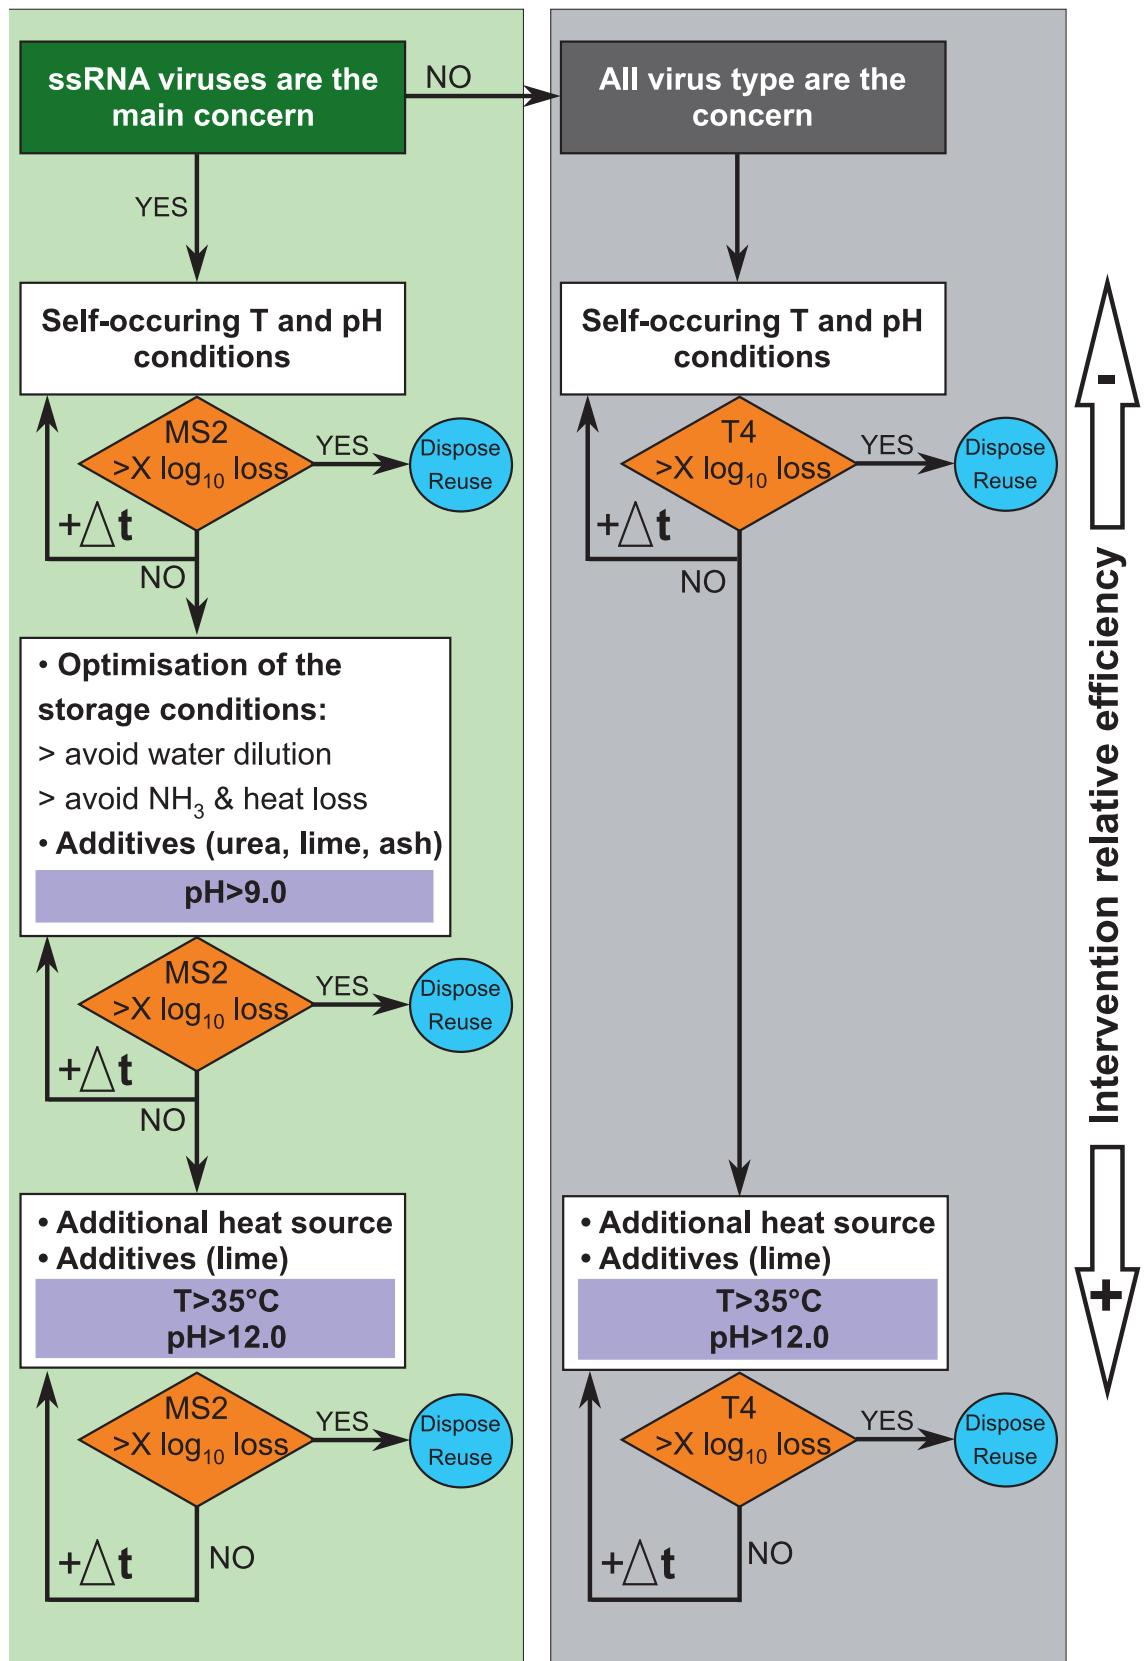 ssRNA viruses are the
main concern
NO
All virus type are the
concern
YES
Self-occuring T and pH
conditions
Self-occuring T and pH
conditions
MS2
>X log₁₀ loss
YES
Dispose
Reuse
+△t
NO
T4
>X log₁₀ loss
YES
Dispose
Reuse
+△t
NO
• Optimisation of the
storage conditions:
> avoid water dilution
> avoid NH₃ & heat loss
• Additives (urea, lime, ash)
pH>9.0
MS2
>X log₁₀ loss
YES
Dispose
Reuse
+△t
NO
• Additional heat source
• Additives (lime)
T>35°C
pH>12.0
• Additional heat source
• Additives (lime)
T>35°C
pH>12.0
MS2
>X log₁₀ loss
YES
Dispose
Reuse
+△t
NO
T4
>X log₁₀ loss
YES
Dispose
Reuse
+△t
NO
-
Intervention relative efficiency
+